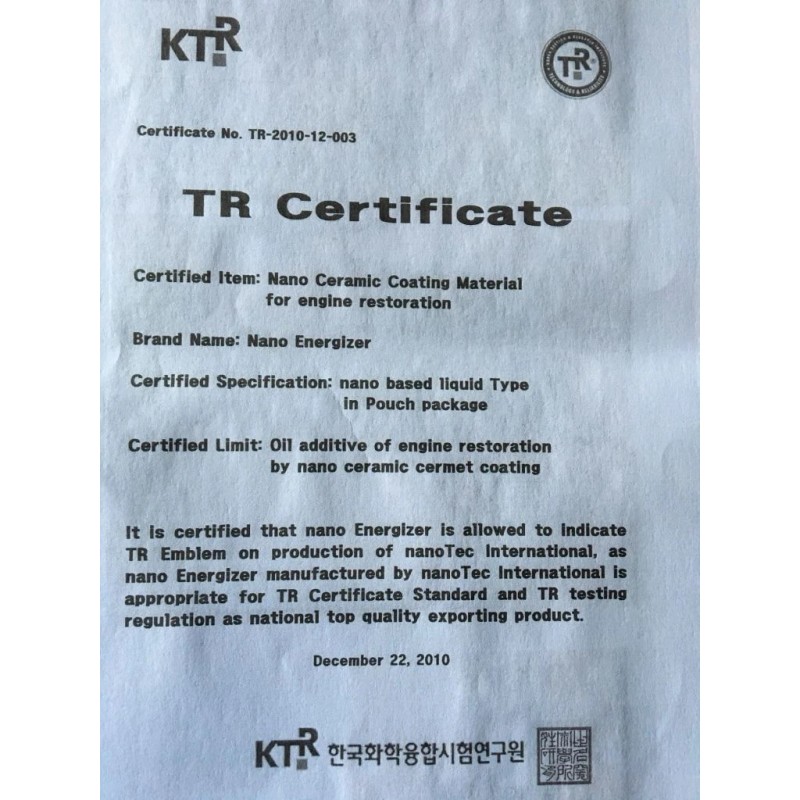 KTR
TR
Certificate No. TR-2010-12-003
TR Certificate
Certified Item: Nano Ceramic Coating Material
for engine restoration
Brand Name: Nano Energizer
Certified Specification: nano based liquid Type
in Pouch package
Certified Limit: Oil additive of engine restoration
by nano ceramic cermet coating
It is certified that nano Energizer is allowed to indicate
TR Emblem on production of nanoTec International, as
nano Energizer manufactured by nanoTec International is
appropriate for TR Certificate Standard and TR testing
regulation as national top quality exporting product.
December 22, 2010
KTR 한국화학융합시험연구원